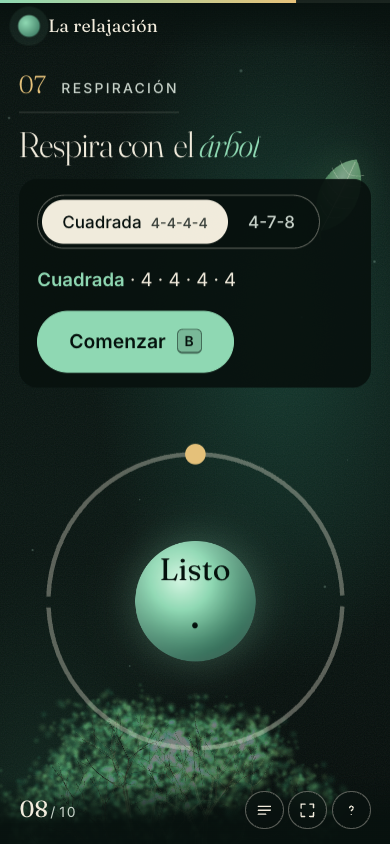 La relajación
07 RESPIRACIÓN
Respira con el árbol
Cuadrada 4-4-4-4 4-7-8
Cuadrada · 4 · 4 · 4 · 4
Comenzar B
Listo
·
08 / 10 ?